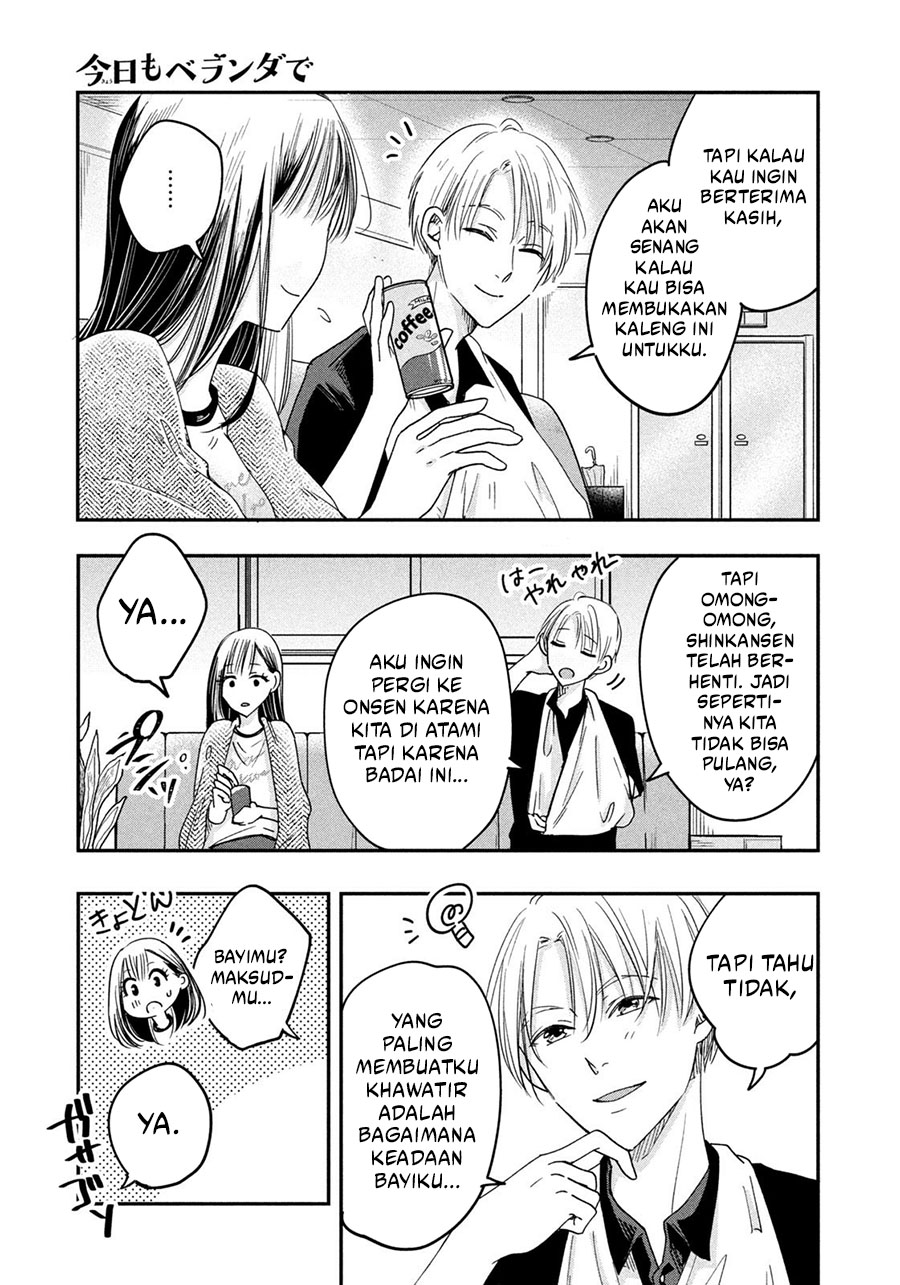 今日もベランダで
きょう
TAPI KALAU
KAU INGIN
BERTERIMA
KASIH,
AKU
AKAN
SENANG
KALAU
KAU BISA
MEMBUKAKAN
KALENG INI
UNTUKKU.
coffee
......
TAPI
OMONG-
OMONG,
SHINKANSEN
TELAH BER-
HENTI. JADI
SEPERTI-
NYA KITA
TIDAK BISA
PULANG,
YA?
はー
やれやれ
AKU INGIN
PERGI KE
ONSEN KARENA
KITA DI ATAMI
TAPI KARENA
BADAI INI...
YA...
TAPI TAHU
TIDAK,
YANG
PALING
MEMBUATKU
KHAWATIR
ADALAH
BAGAIMANA
KEADAAN
BAYIKU...
きょとん
BAYIMU?
MAKSUD-
MU...
YA.